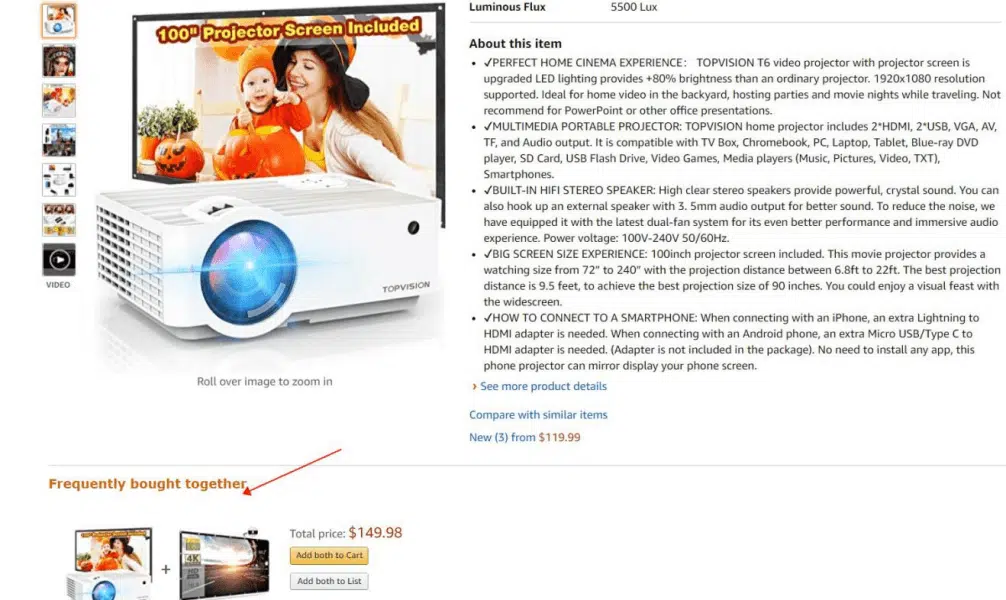 Luminous Flux 5500 Lux
100" Projector Screen Included
TOPVISION
VIDEO
Roll over image to zoom in
About this item
• ✓PERFECT HOME CINEMA EXPERIENCE： TOPVISION T6 video projector with projector screen is
upgraded LED lighting provides +80% brightness than an ordinary projector. 1920x1080 resolution
supported. Ideal for home video in the backyard, hosting parties and movie nights while traveling. Not
recommend for PowerPoint or other office presentations.
• ✓MULTIMEDIA PORTABLE PROJECTOR: TOPVISION home projector includes 2*HDMI, 2*USB, VGA, AV,
TF, and Audio output. It is compatible with TV Box, Chromebook, PC, Laptop, Tablet, Blue-ray DVD
player, SD Card, USB Flash Drive, Video Games, Media players (Music, Pictures, Video, TXT),
Smartphones.
• ✓BUILT-IN HIFI STEREO SPEAKER: High clear stereo speakers provide powerful, crystal sound. You can
also hook up an external speaker with 3. 5mm audio output for better sound. To reduce the noise, we
have equipped it with the latest dual-fan system for its even better performance and immersive audio
experience. Power voltage: 100V-240V 50/60Hz.
• ✓BIG SCREEN SIZE EXPERIENCE: 100inch projector screen included. This movie projector provides a
watching size from 72” to 240” with the projection distance between 6.8ft to 22ft. The best projection
distance is 9.5 feet, to achieve the best projection size of 90 inches. You could enjoy a visual feast with
the widescreen.
• ✓HOW TO CONNECT TO A SMARTPHONE: When connecting with an iPhone, an extra Lightning to
HDMI adapter is needed. When connecting with an Android phone, an extra Micro USB/Type C to
HDMI adapter is needed. (Adapter is not included in the package). No need to install any app, this
phone projector can mirror display your phone screen.
› See more product details
Compare with similar items
New (3) from $119.99
Frequently bought together
+
4K
Total price: $149.98
Add both to Cart
Add both to List